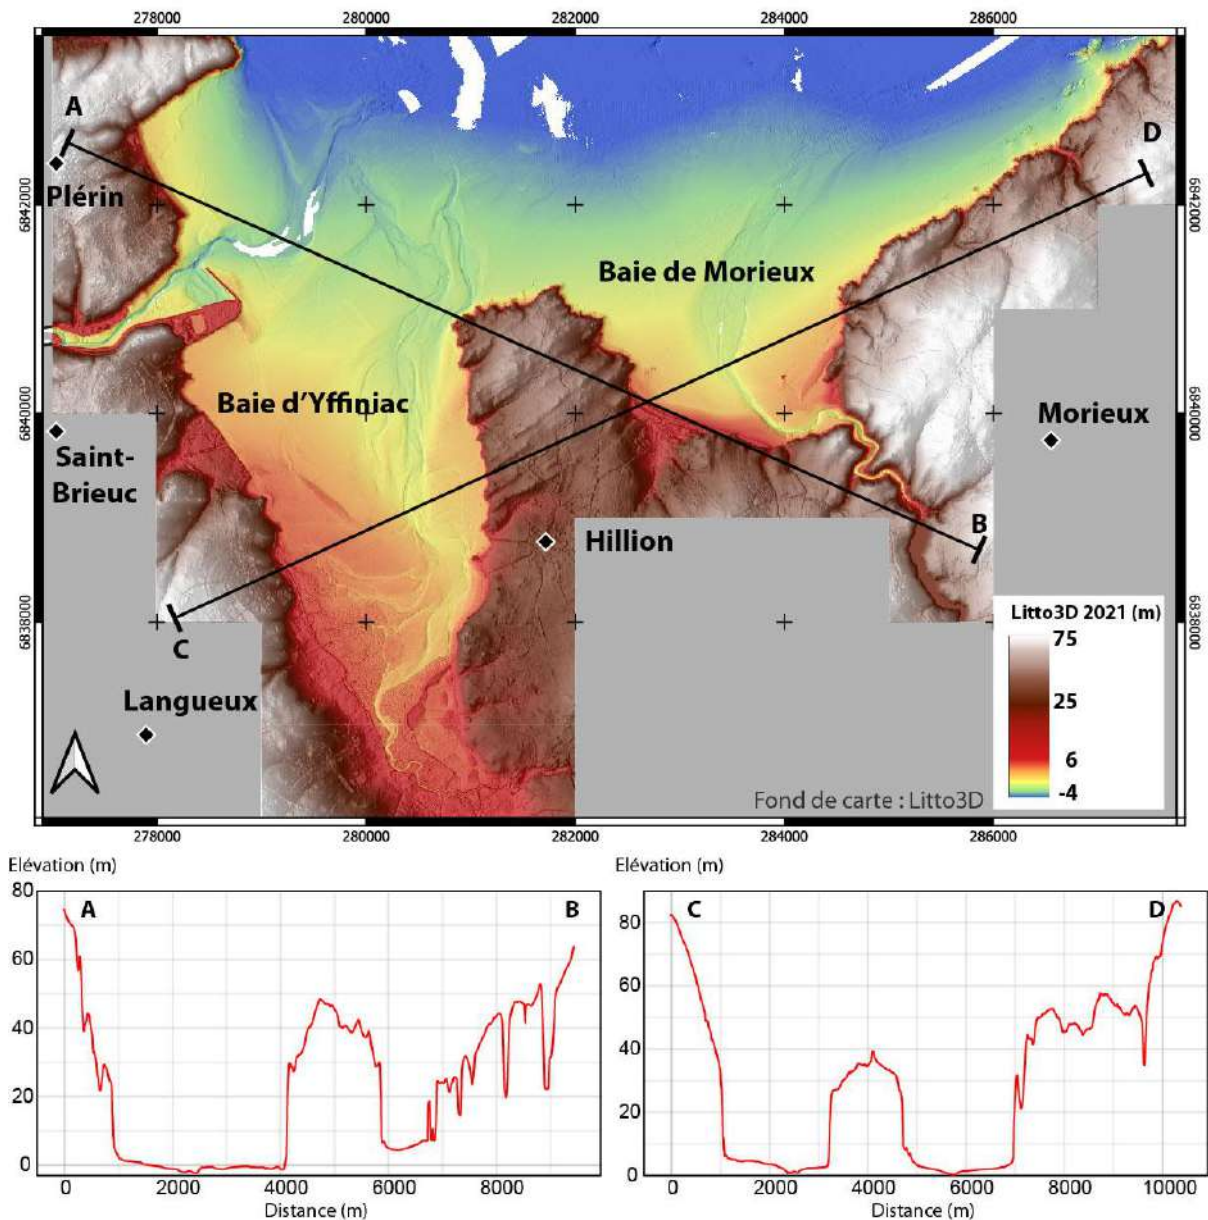 278000 280000 282000 284000 286000
A
D
Plérin
6842000
6842000
Baie de Morieux
Baie d'Yffiniac
6840000
6840000
Morieux
Saint-
Brieuc
B
Hillion
C
6838000
6838000
Litto3D 2021 (m)
75
25
6
-4
Langueux
Fond de carte : Litto3D
278000 280000 282000 284000 286000
Elévation (m)
80
60
40
20
0
A
B
0 2000 4000 6000 8000
Distance (m)
Elévation (m)
80
60
40
20
0
C
D
0 2000 4000 6000 8000 10000
Distance (m)